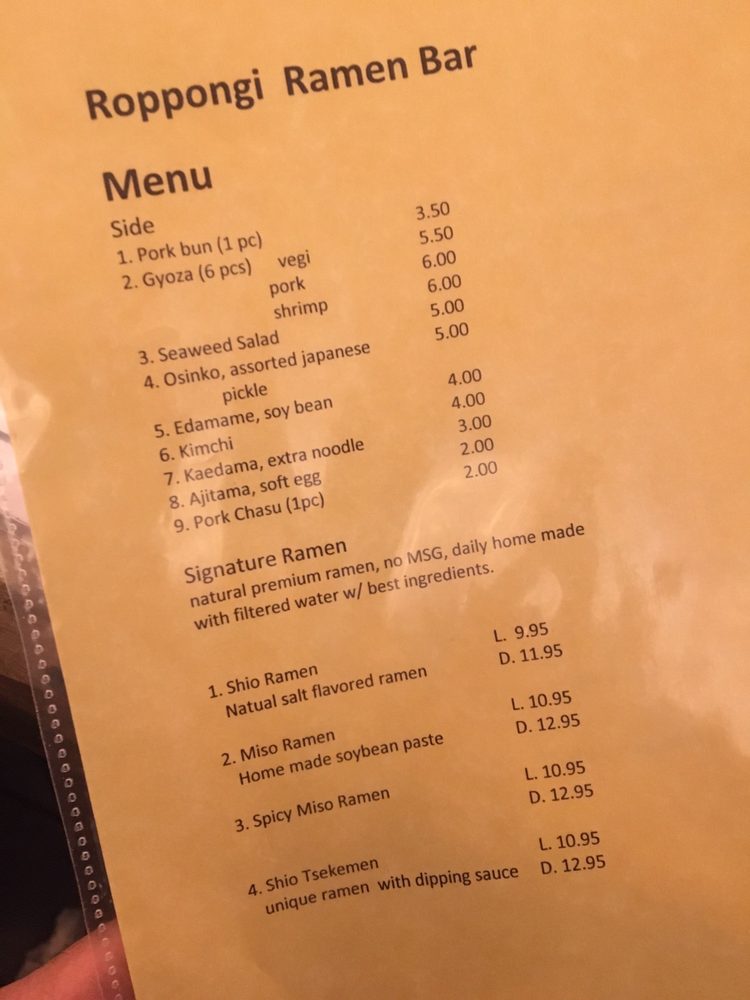 Roppongi Ramen Bar
Menu
Side
1. Pork bun (1 pc) 3.50
2. Gyoza (6 pcs) vegi 5.50
pork 6.00
shrimp 6.00
3. Seaweed Salad 5.00
4. Osinko, assorted japanese 5.00
pickle
5. Edamame, soy bean 4.00
6. Kimchi 4.00
7. Kaedama, extra noodle 3.00
8. Ajitama, soft egg 2.00
9. Pork Chasu (1pc) 2.00
Signature Ramen
natural premium ramen, no MSG, daily home made
with filtered water w/ best ingredients.
1. Shio Ramen L. 9.95
Natual salt flavored ramen D. 11.95
2. Miso Ramen L. 10.95
Home made soybean paste D. 12.95
3. Spicy Miso Ramen L. 10.95
D. 12.95
4. Shio Tsekemen L. 10.95
unique ramen with dipping sauce D. 12.95